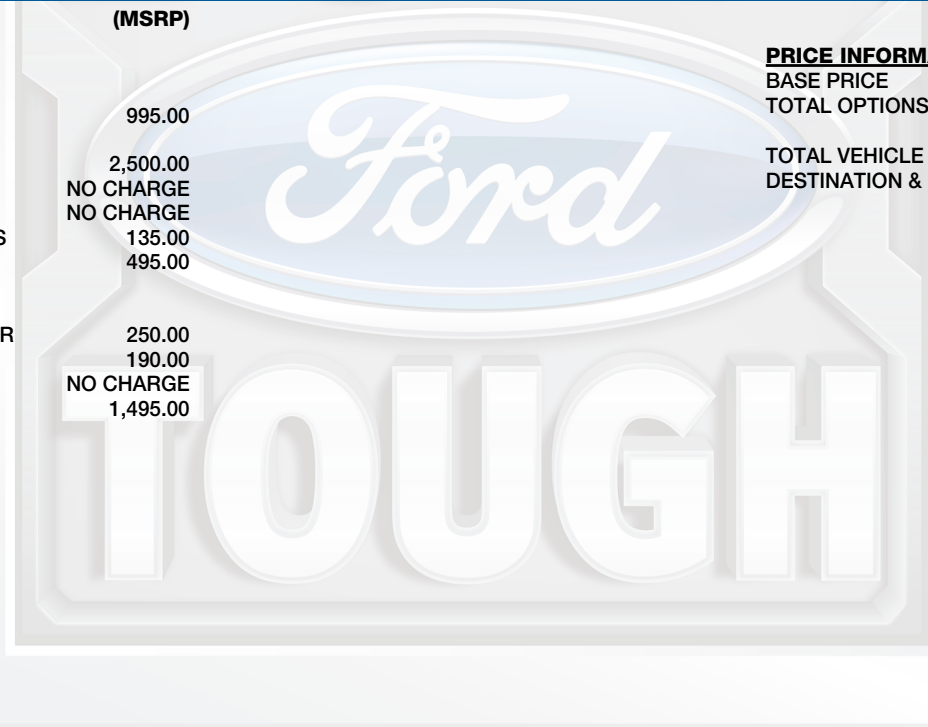 (MSRP)
PRICE INFORM
BASE PRICE
TOTAL OPTIONS
995.00
TOTAL VEHICLE
2,500.00
DESTINATION &
NO CHARGE
NO CHARGE
S 135.00
495.00
R 250.00
190.00
NO CHARGE
1,495.00
Ford
TOUGH